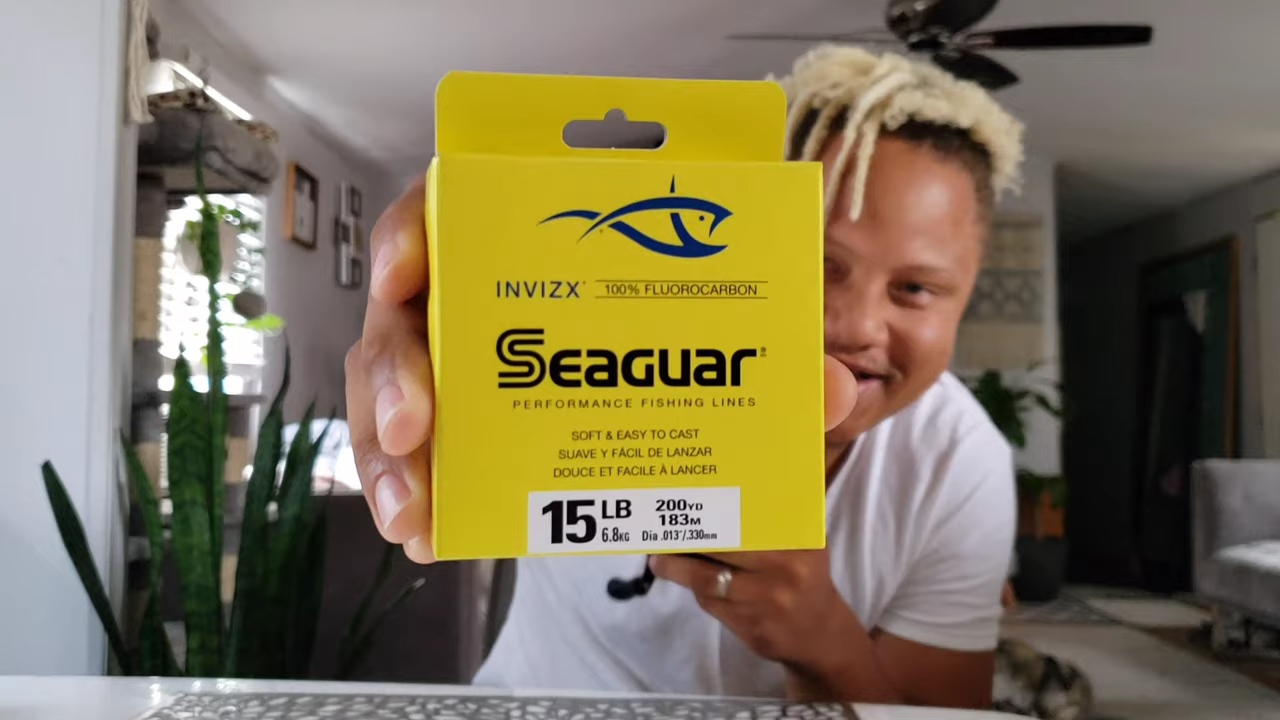 INVIZX® 100% FLUOROCARBON
SEAGUAR®
PERFORMANCE FISHING LINES
SOFT & EASY TO CAST
SUAVE Y FÁCIL DE LANZAR
DOUCE ET FACILE À LANCER
15 LB 200YD
6.8KG 183M
Dia .013"/.330mm